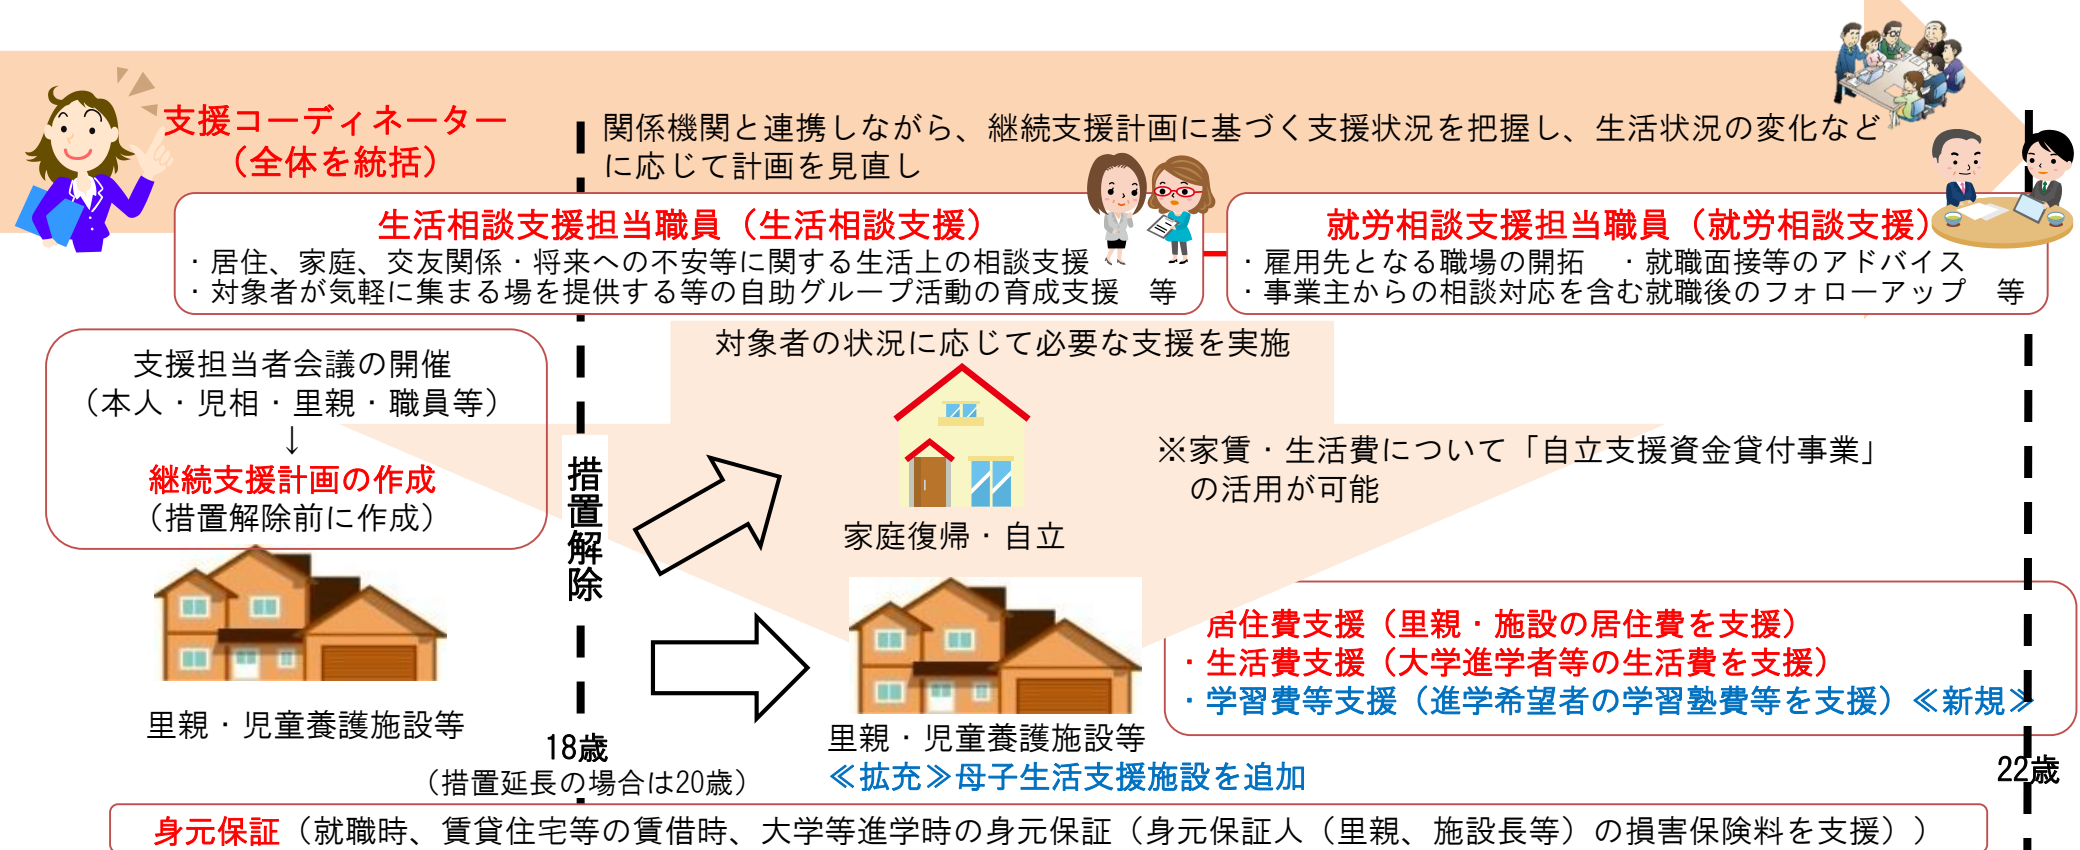 支援コーディネーター
（全体を統括）
関係機関と連携しながら、継続支援計画に基づく支援状況を把握し、生活状況の変化など
に応じて計画を見直し
生活相談支援担当職員（生活相談支援）
・居住、家庭、交友関係・将来への不安等に関する生活上の相談支援
・対象者が気軽に集まる場を提供する等の自助グループ活動の育成支援　等
就労相談支援担当職員（就労相談支援）
・雇用先となる職場の開拓　・就職面接等のアドバイス
・事業主からの相談対応を含む就職後のフォローアップ　等
対象者の状況に応じて必要な支援を実施
支援担当者会議の開催
（本人・児相・里親・職員等）
↓
継続支援計画の作成
（措置解除前に作成）
措置解除
家庭復帰・自立
※家賃・生活費について「自立支援資金貸付事業」
の活用が可能
居住費支援（里親・施設の居住費を支援）
・生活費支援（大学進学者等の生活費を支援）
・学習費等支援（進学希望者の学習塾費等を支援）≪新規≫
里親・児童養護施設等
里親・児童養護施設等
≪拡充≫母子生活支援施設を追加
18歳
（措置延長の場合は20歳）
22歳
身元保証（就職時、賃貸住宅等の賃借時、大学等進学時の身元保証（身元保証人（里親、施設長等）の損害保険料を支援））